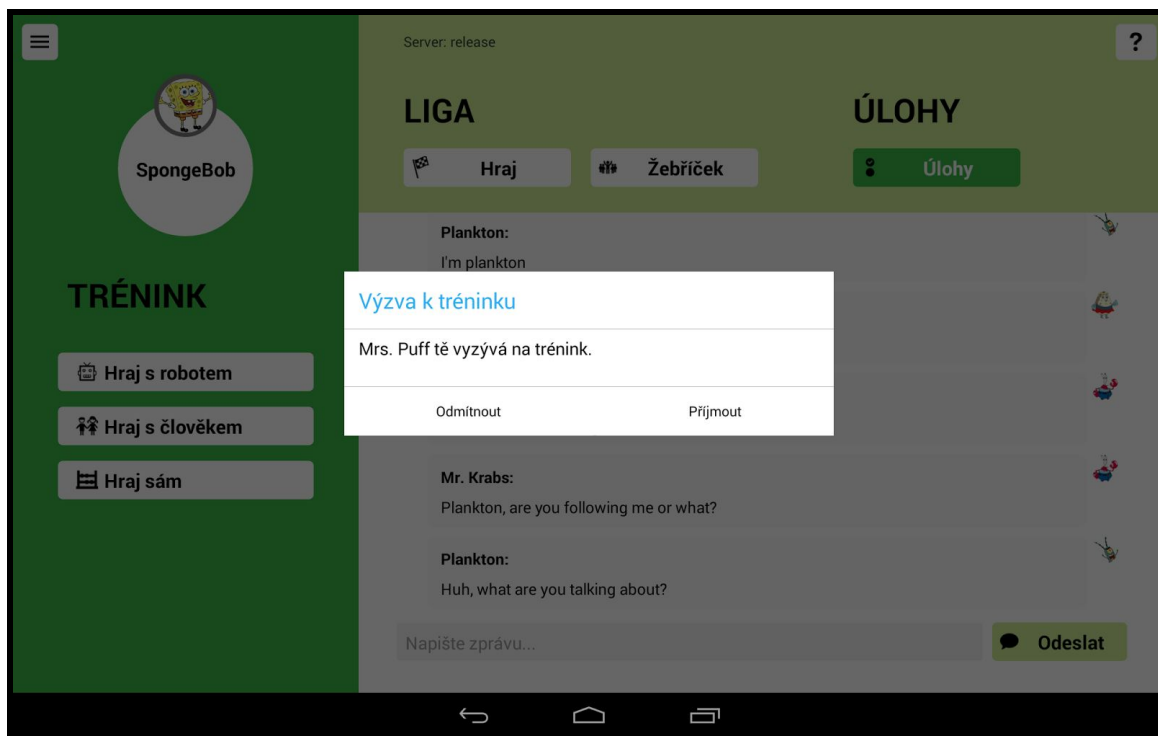 Server: release
?
LIGA
ÚLOHY
Hraj
Žebříček
Úlohy
SpongeBob
TRÉNINK
Hraj s robotem
Hraj s člověkem
Hraj sám
Plankton:
I'm plankton
Výzva k tréninku
Mrs. Puff tě vyzývá na trénink.
Odmítnout
Příjmout
Mr. Krabs:
Plankton, are you following me or what?
Plankton:
Huh, what are you talking about?
Napište zprávu...
Odeslat